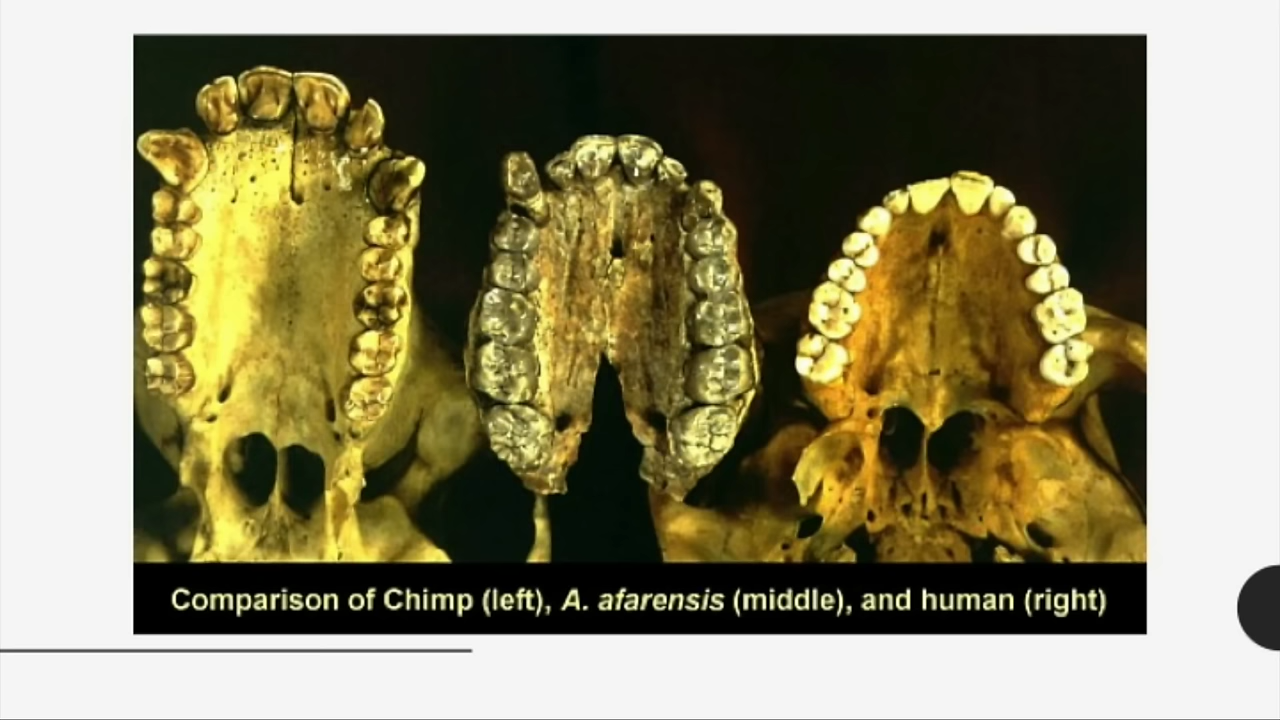 Comparison of Chimp (left), A. afarensis (middle), and human (right)